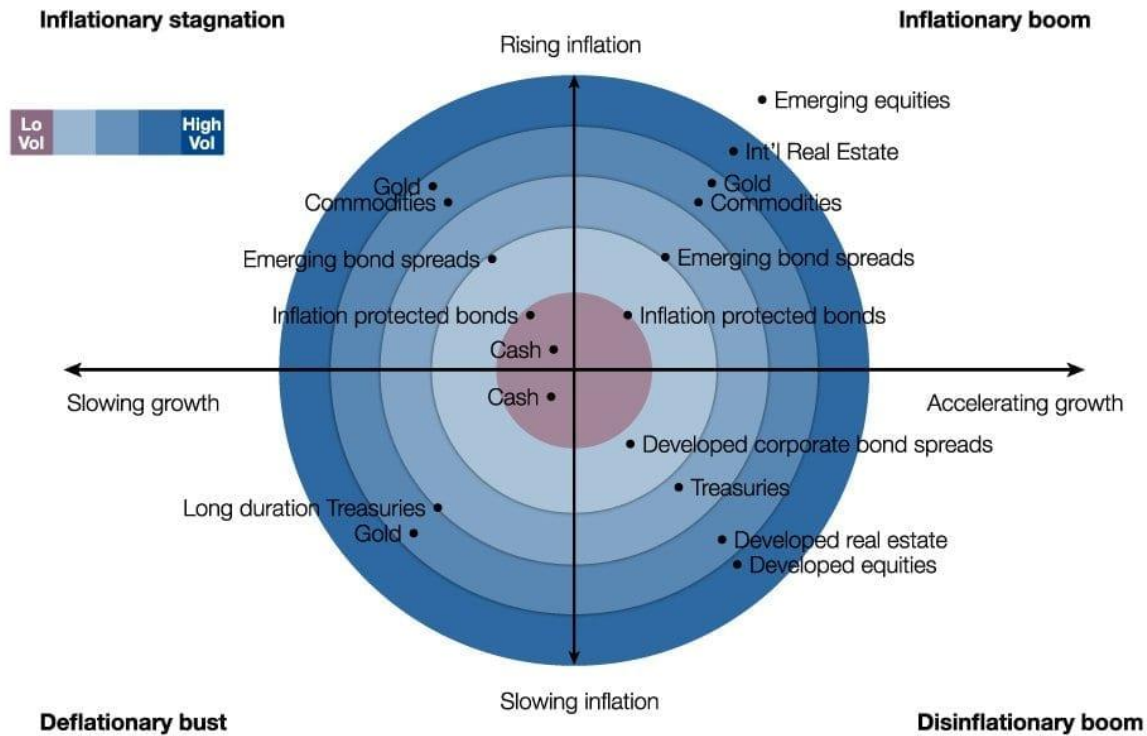 Inflationary stagnation
Inflationary boom
Rising inflation
Lo
Vol
High
Vol
Emerging equities
Int'l Real Estate
Gold
Gold
Commodities
Commodities
Emerging bond spreads
Emerging bond spreads
Inflation protected bonds
Inflation protected bonds
Cash
Slowing growth
Cash
Accelerating growth
Developed corporate bond spreads
Treasuries
Long duration Treasuries
Gold
Developed real estate
Developed equities
Slowing inflation
Deflationary bust
Disinflationary boom